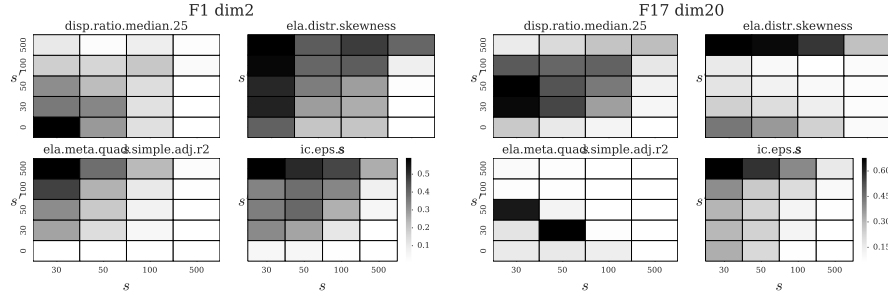 F1 dim2
disp.ratio.median.25
ela.distr.skewness
500
100
50
30
0
s
ela.meta.quad.simple.adj.r2
ic.eps.s
500
100
50
30
0
s
s
0.5
0.4
0.3
0.2
0.1
30 50 100 500
30 50 100 500
s
F17 dim20
disp.ratio.median.25
ela.distr.skewness
500
100
50
30
0
s
ela.meta.quad.simple.adj.r2
ic.eps.s
500
100
50
30
0
s
s
0.60
0.45
0.30
0.15
30 50 100 500
30 50 100 500
s